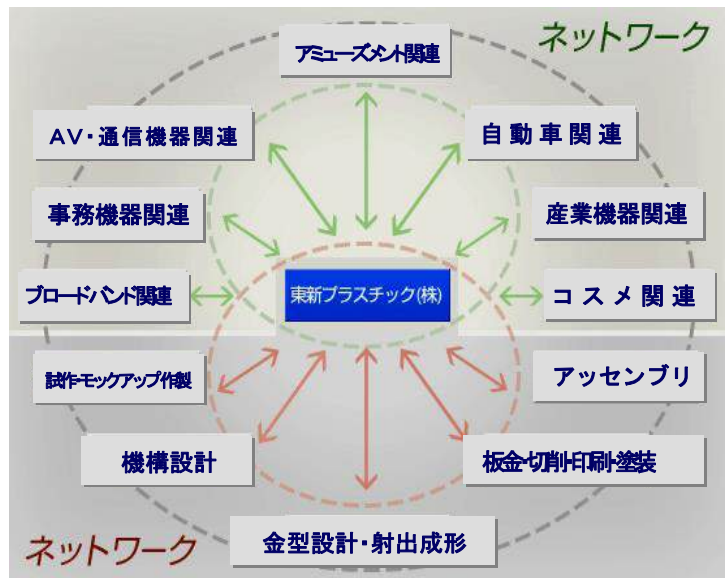 ネットワーク
アミューズメント関連
AV・通信機器関連
自動車関連
事務機器関連
産業機器関連
ブロードバンド関連
東新プラスチック(株)
コスメ関連
試作・モックアップ作製
アッセンブリ
機構設計
板金・切削・印刷・塗装
金型設計・射出成形
ネットワーク